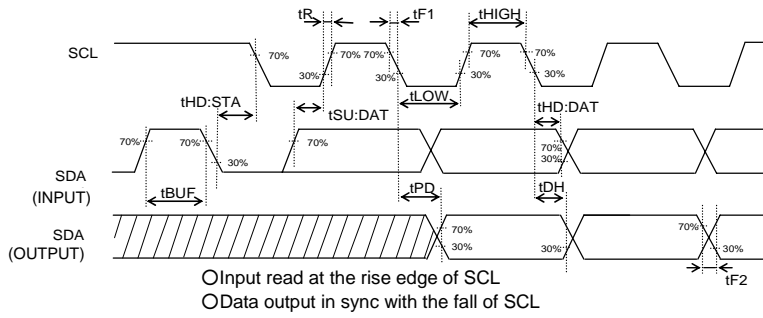 tR tF1 tHIGH
SCL 70% 70% 70% 70% 70%
30% 30% 30% 30%
tHD:STA tLOW
tSU:DAT tHD:DAT
70% 70% 70% 70%
30% 30%
SDA
(INPUT)
tBUF tPD tDH
SDA
(OUTPUT)
70% 70%
30% 30% 30%
tF2
○Input read at the rise edge of SCL
○Data output in sync with the fall of SCL